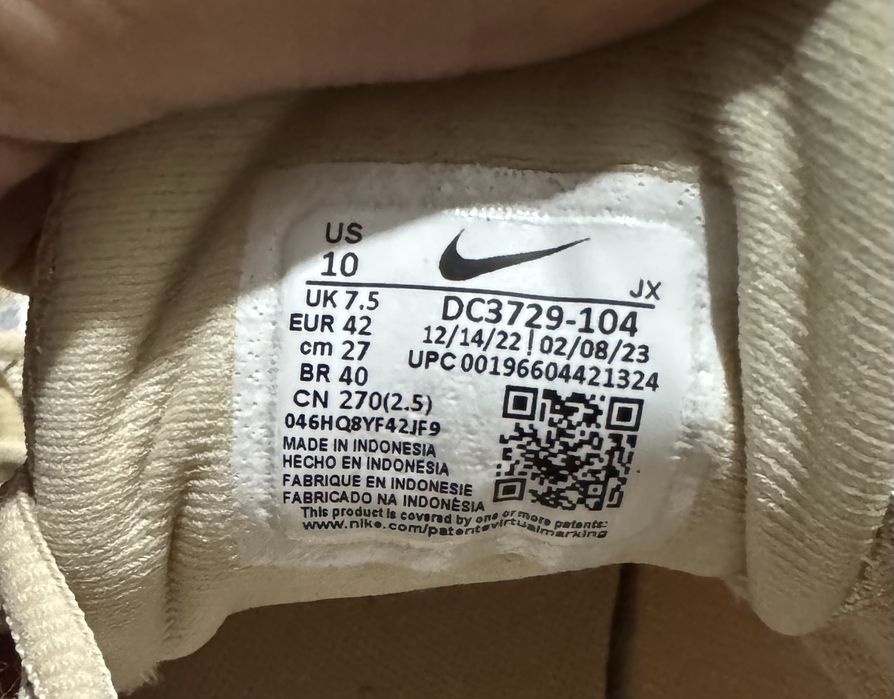 US
10
JX
UK 7.5
EUR 42
cm 27
BR 40
CN 270(2.5)
DC3729-104
12/14/22 | 02/08/23
UPC 00196604421324
046HQ8YF42JF9
MADE IN INDONESIA
HECHO EN INDONESIA
FABRIQUE EN INDONESIE
FABRICADO NA INDONÉSIA
This product is covered by one or more patents:
www.nike.com/patentsvirtualmarking